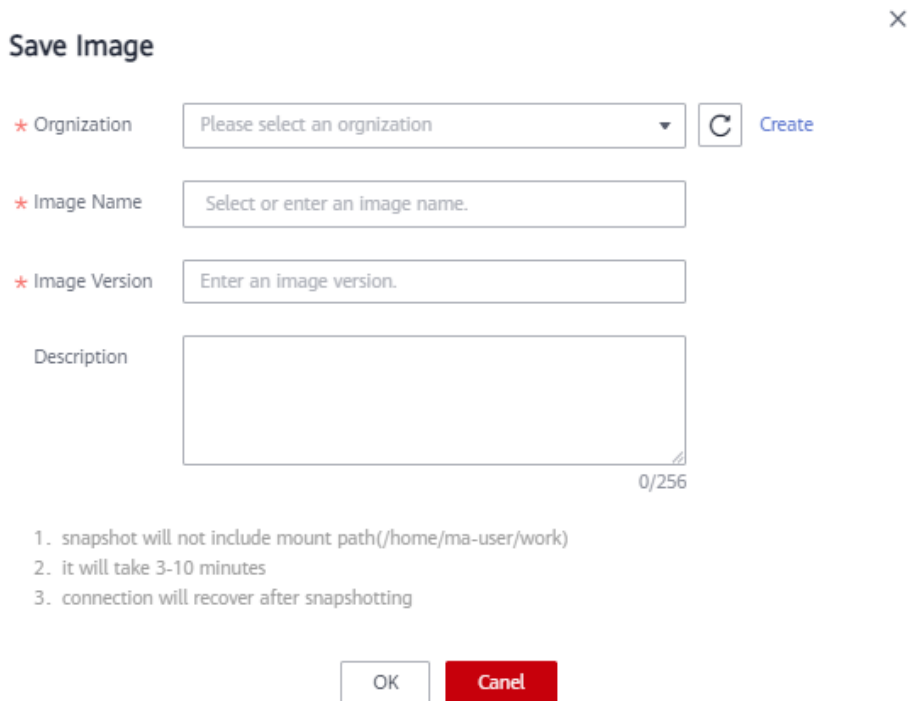 Save Image
* Orgnization Please select an orgnization Create
* Image Name Select or enter an image name.
* Image Version Enter an image version.
Description
0/256
1. snapshot will not include mount path(/home/ma-user/work)
2. it will take 3-10 minutes
3. connection will recover after snapshotting
OK Canel